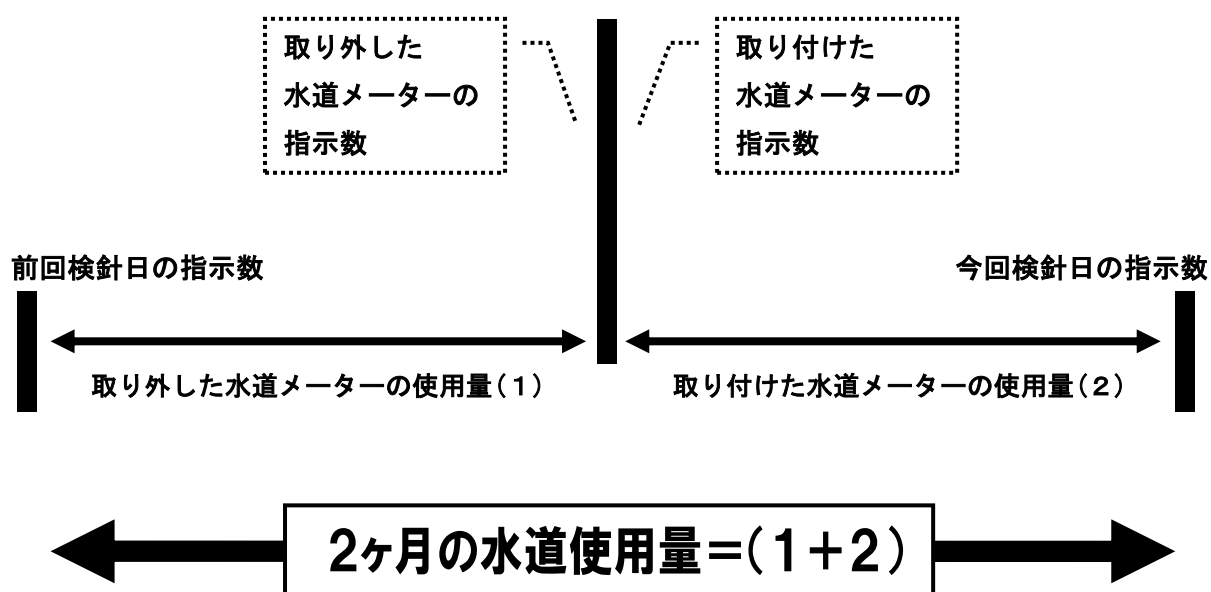 取り外した
水道メーターの
指示数
取り付けた
水道メーターの
指示数
前回検針日の指示数
今回検針日の指示数
取り外した水道メーターの使用量(1)
取り付けた水道メーターの使用量(2)
2ヶ月の水道使用量=(1+2)